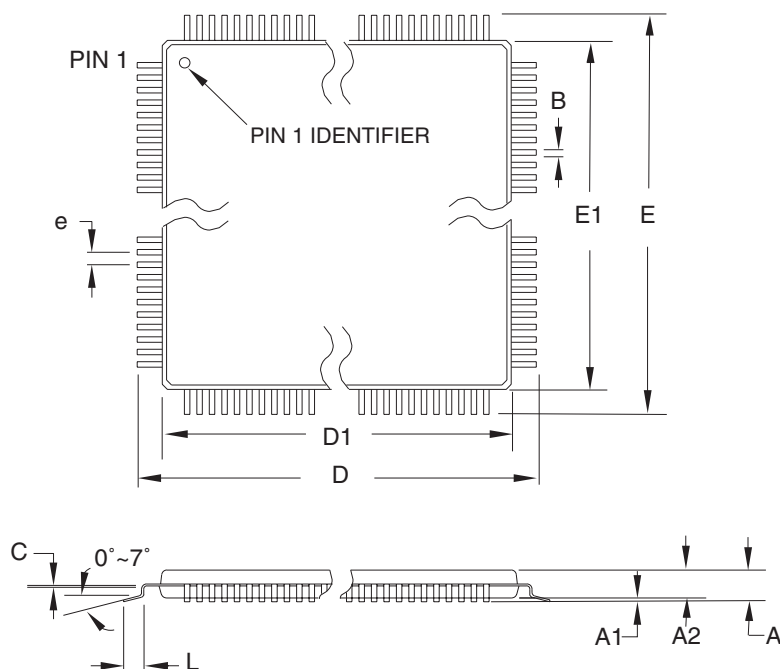 PIN 1
PIN 1 IDENTIFIER
B
e
E1
E
D1
D
C
0°~7°
L
A1
A2
A